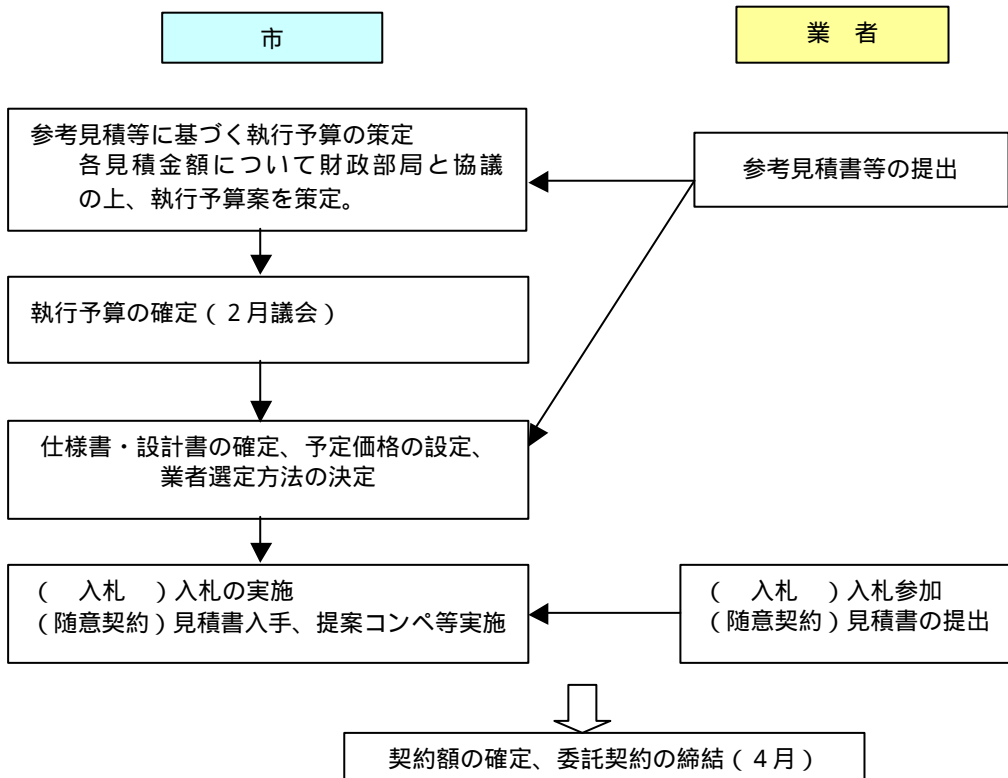 市
業 者
参考見積等に基づく執行予算の策定
各見積金額について財政部局と協議
の上、執行予算案を策定。
参考見積書等の提出
執行予算の確定(2月議会)
仕様書・設計書の確定、予定価格の設定、
業者選定方法の決定
( 入札 )入札の実施
(随意契約)見積書入手、提案コンペ等実施
( 入札 )入札参加
(随意契約)見積書の提出
契約額の確定、委託契約の締結(4月)